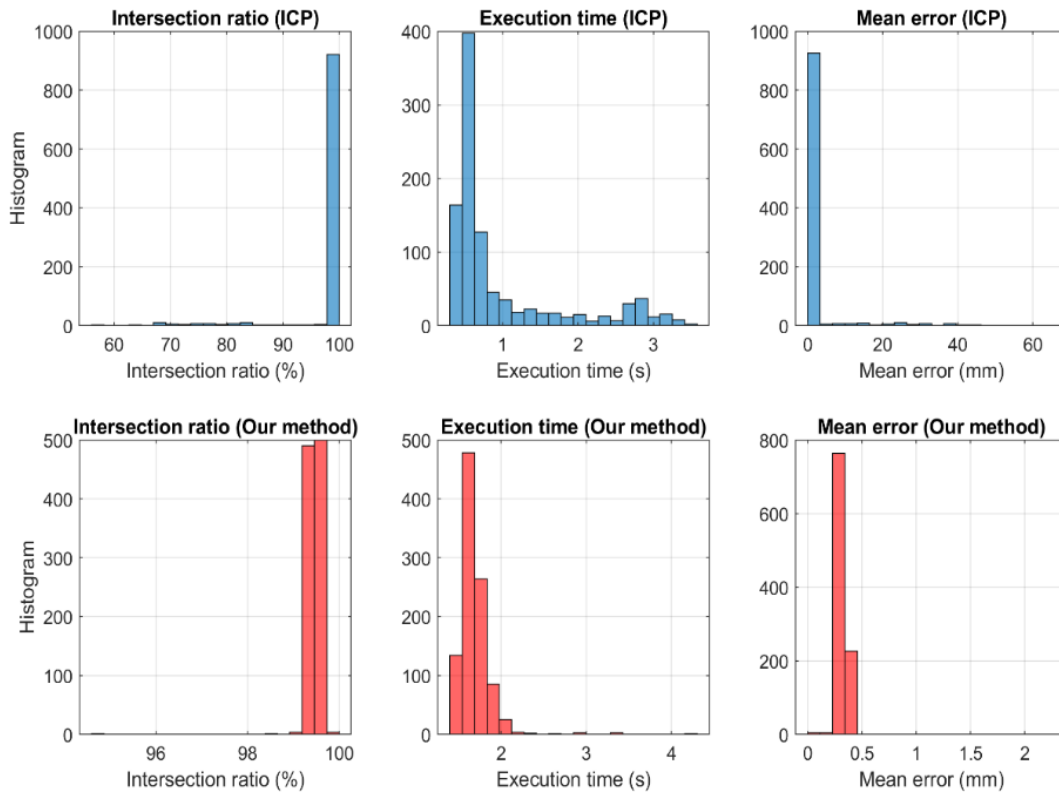 Intersection ratio (ICP)
1000
800
600
400
200
0
Histogram
60 70 80 90 100
Intersection ratio (%)
Execution time (ICP)
400
300
200
100
0
1 2 3
Execution time (s)
Mean error (ICP)
1000
800
600
400
200
0
0 20 40 60
Mean error (mm)
Intersection ratio (Our method)
500
400
300
200
100
0
Histogram
96 98 100
Intersection ratio (%)
Execution time (Our method)
500
400
300
200
100
0
2 3 4
Execution time (s)
Mean error (Our method)
800
600
400
200
0
0 0.5 1 1.5 2
Mean error (mm)